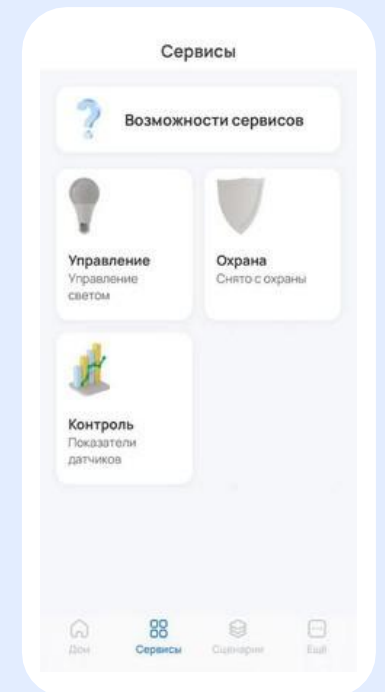 Сервисы
Возможности сервисов
Управление
Управление
светом
Охрана
Снято с охраны
Контроль
Показатели
датчиков
Дом
Сервисы
Сценарии
Ещё